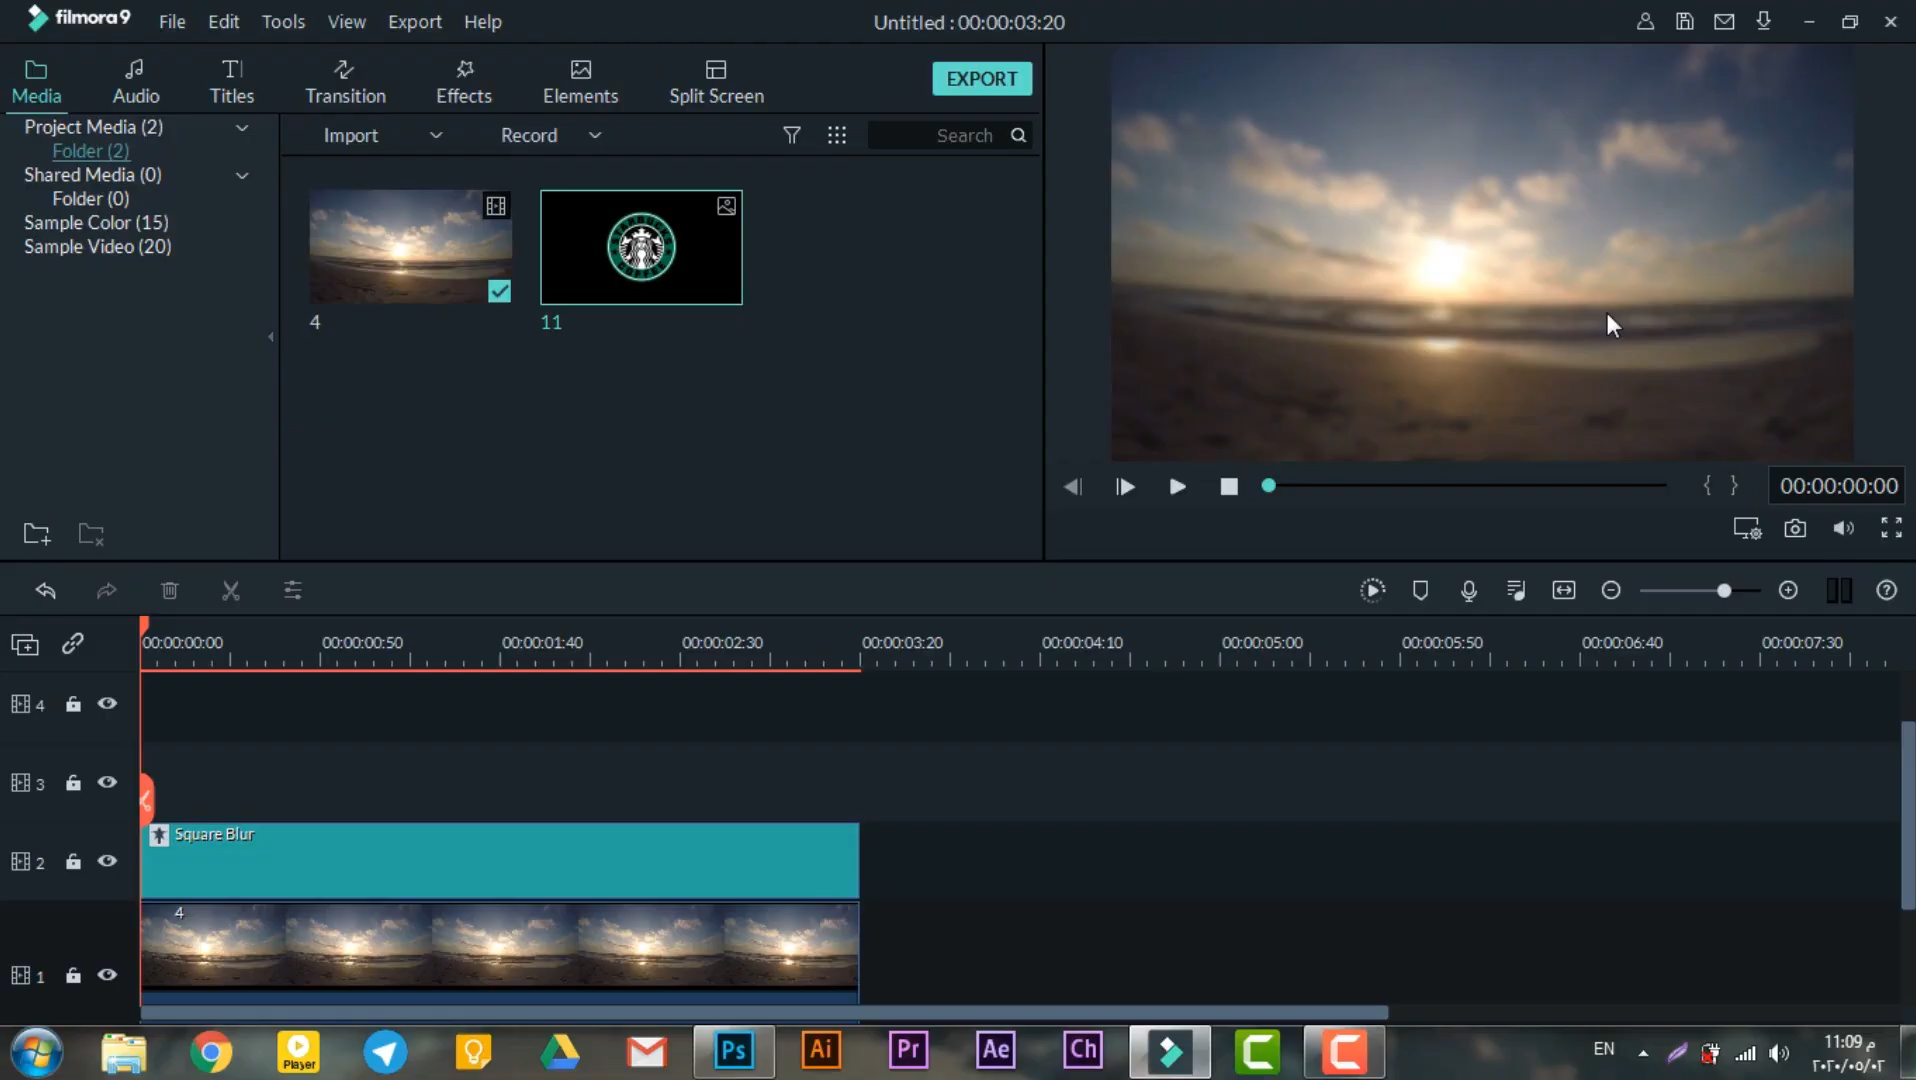 filmora9 File Edit Tools View Export Help Untitled : 00:00:03:20
Media Audio Titles Transition Effects Elements Split Screen EXPORT
Project Media (2)
Folder (2)
Shared Media (0)
Folder (0)
Sample Color (15)
Sample Video (20)
Import Record Search
4 11
00:00:00:00
00:00:00:00 00:00:00:50 00:00:01:40 00:00:02:30 00:00:03:20 00:00:04:10 00:00:05:00 00:00:05:50 00:00:06:40 00:00:07:30
4
3
Square Blur
2
4
1
Player Ps Ai Pr Ae Ch EN
11:09 م
٢٠٢٠/٠٥/٠٢